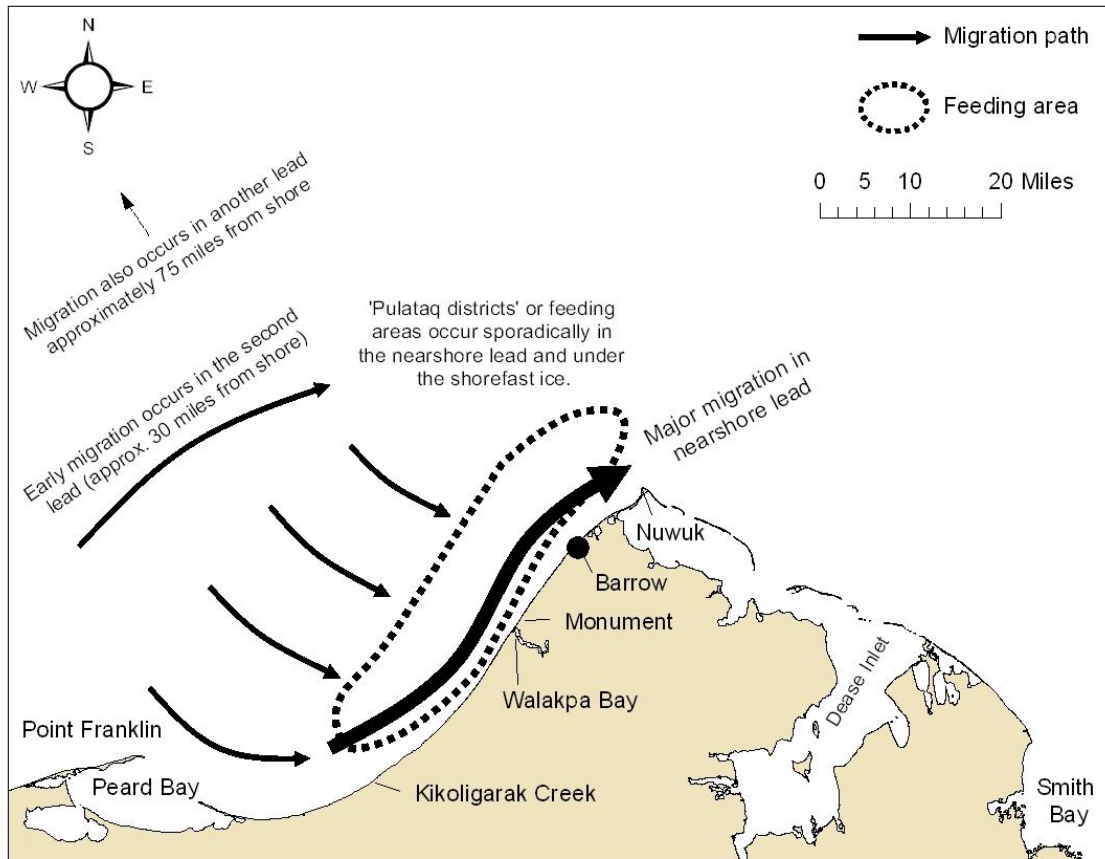 N
W
E
S
Migration path
Feeding area
0 5 10 20 Miles
Migration also occurs in another lead
approximately 75 miles from shore
Early migration occurs in the second
lead (approx. 30 miles from shore)
'Pulataq districts' or feeding
areas occur sporadically in
the nearshore lead and under
the shorefast ice.
Major migration in
nearshore lead
Nuwuk
Barrow
Monument
Walakpa Bay
Dease Inlet
Point Franklin
Peard Bay
Kikoligarak Creek
Smith
Bay